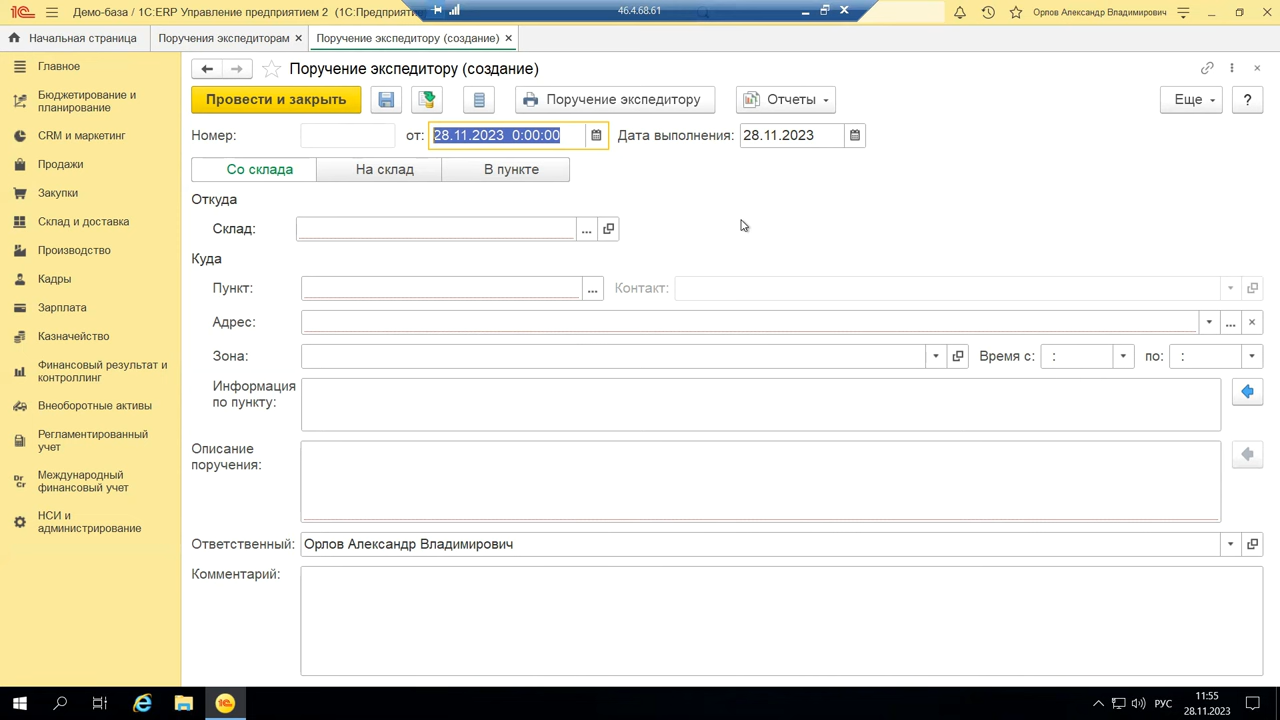 Демо-база / 1С:ERP Управление предприятием 2 (1С:Предприятие
46.4.68.61
Орлов Александр Владимирович
Начальная страница
Поручения экспедиторам ×
Поручение экспедитору (создание) ×
Главное
Бюджетирование и
планирование
CRM и маркетинг
Продажи
Закупки
Склад и доставка
Производство
Кадры
Зарплата
Казначейство
Финансовый результат и
контроллинг
Внеоборотные активы
Регламентированный
учет
Международный
финансовый учет
НСИ и
администрирование
Поручение экспедитору (создание)
Провести и закрыть
Поручение экспедитору
Отчеты
Еще
?
Номер:
от: 28.11.2023 0:00:00
Дата выполнения: 28.11.2023
Со склада
На склад
В пункте
Откуда
Склад:
Куда
Пункт:
Контакт:
Адрес:
Зона:
Время с: :
по: :
Информация
по пункту:
Описание
поручения:
Ответственный: Орлов Александр Владимирович
Комментарий:
РУС
11:55
28.11.2023